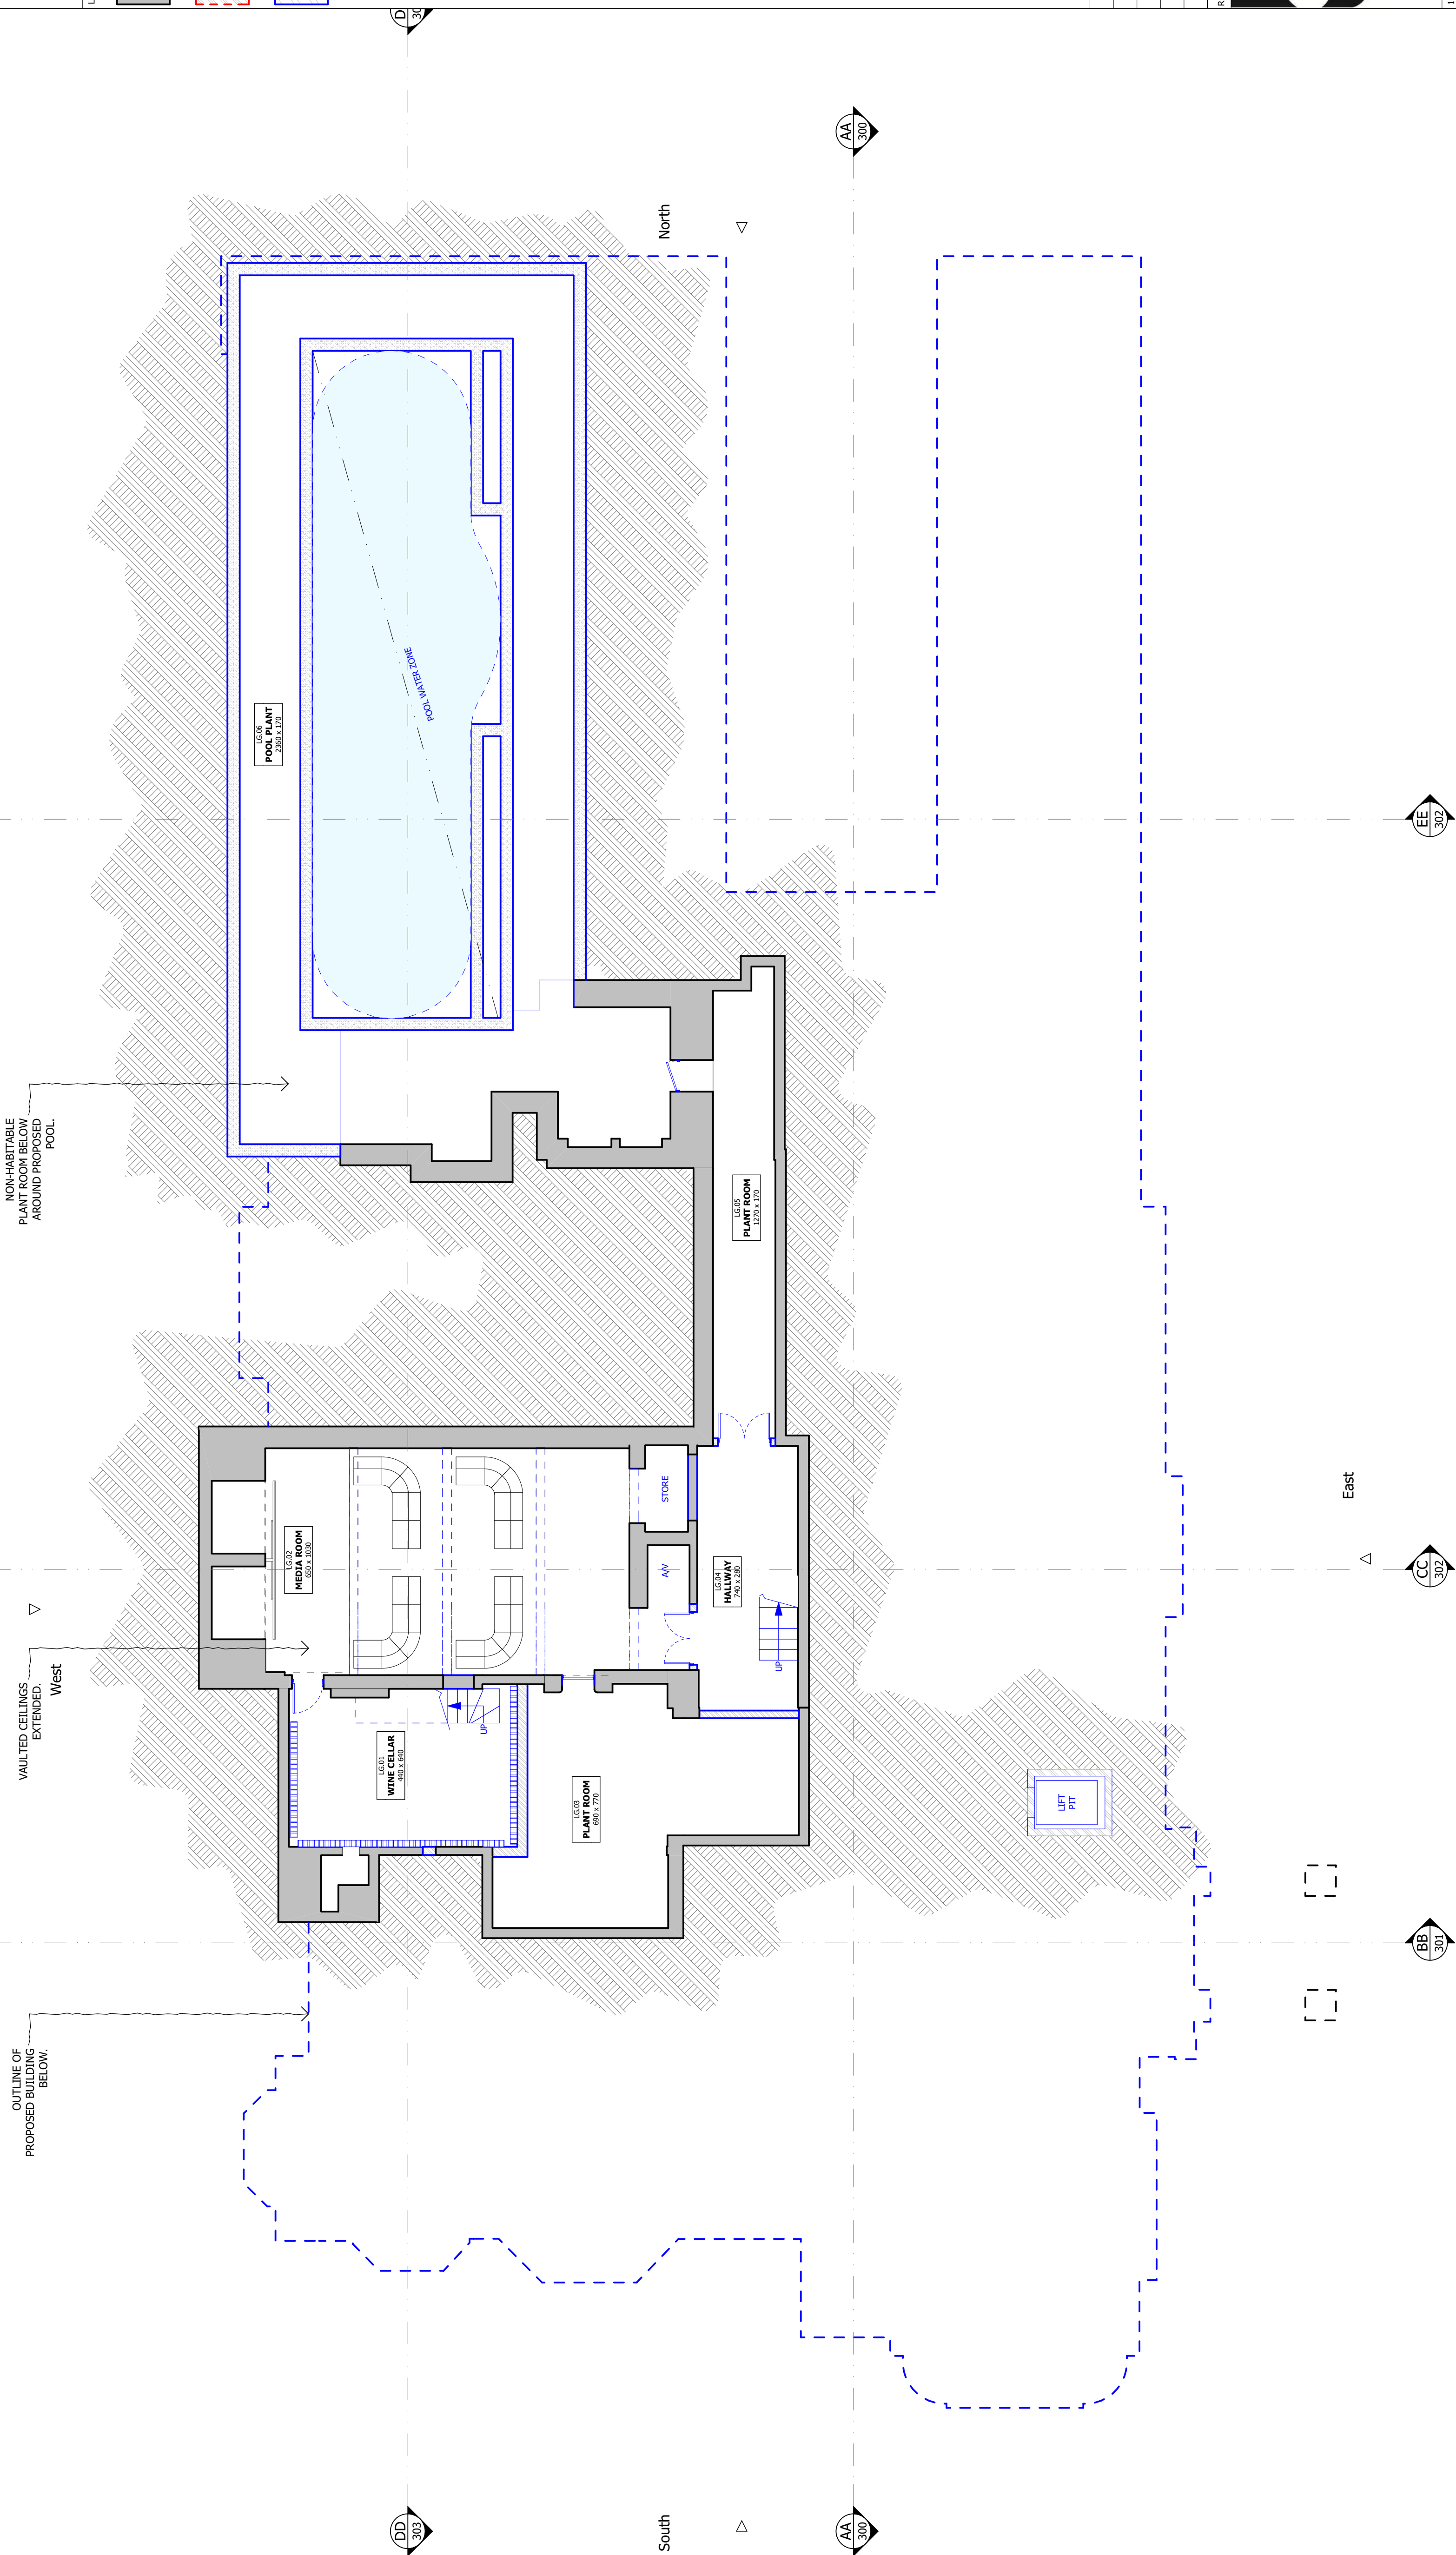 L
D
30
R
1
AA
300
North
LG.06
POOL PLANT
2360 x 170
POOL WATER ZONE
EE
302
NON-HABITABLE
PLANT ROOM BELOW
AROUND PROPOSED
POOL.
LG.05
PLANT ROOM
1270 x 170
East
STORE
LG.02
MEDIA ROOM
650 x 1030
A/V
LG.04
HALLWAY
740 x 280
CC
302
VAULTED CEILINGS
EXTENDED.
West
UP
UP
LG.01
WINE CELLAR
440 x 640
LG.03
PLANT ROOM
690 x 770
LIFT
PIT
BB
301
OUTLINE OF
PROPOSED BUILDING
BELOW.
DD
303
South
AA
300